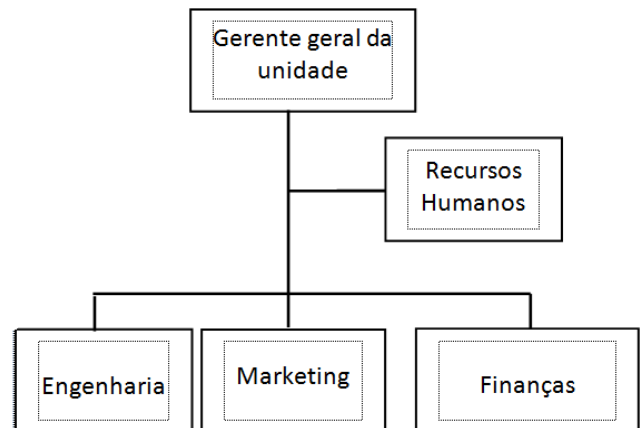 Gerente geral da
unidade
Recursos
Humanos
Engenharia
Marketing
Finanças